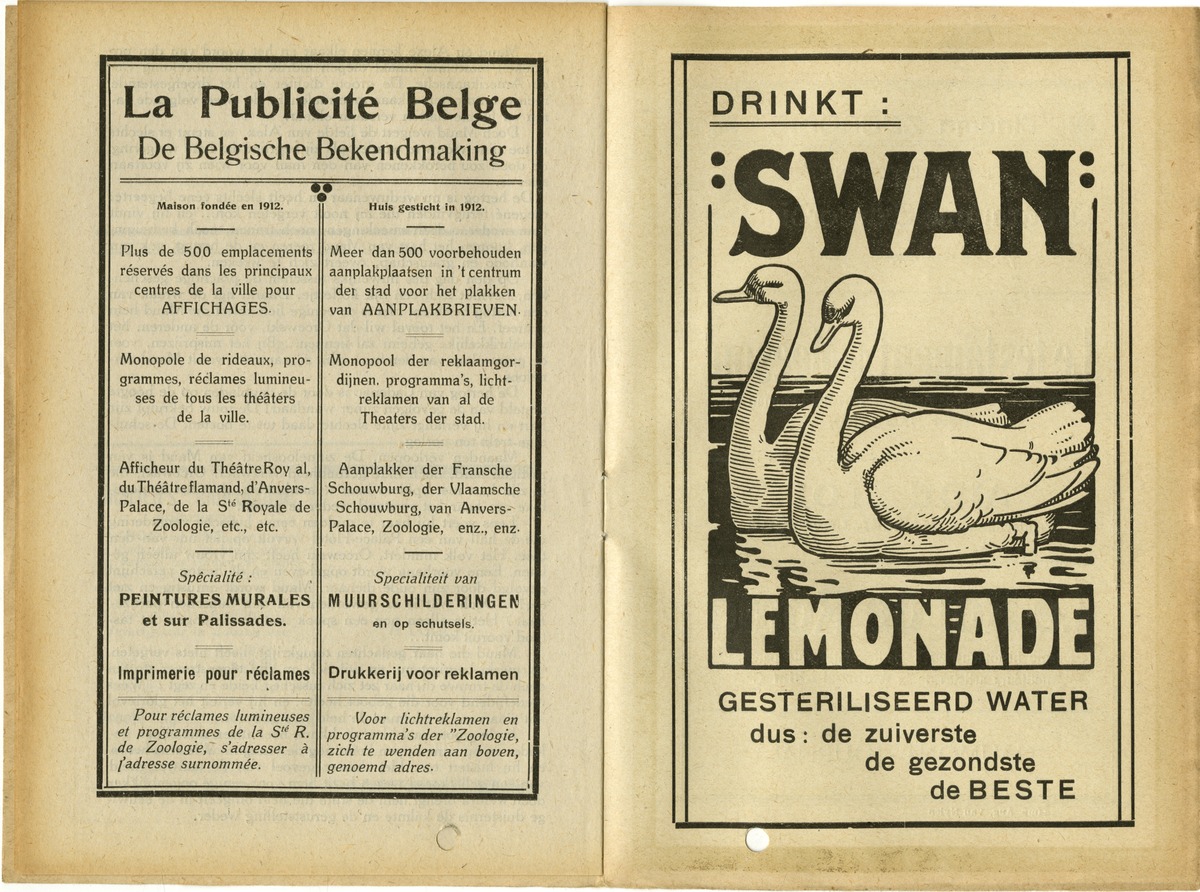 La Publicité Belge
De Belgische Bekendmaking
Maison fondée en 1912.
Plus de 500 emplacements
réservés dans les principaux
centres de la ville pour
AFFICHAGES.
Monopole de rideaux, pro-
grammes, réclames lumineu-
ses de tous les théâters
de la ville.
Afficheur du Théâtre Roy al,
du Théâtre flamand, d'Anvers-
Palace, de la Sté Royale de
Zoologie, etc., etc.
Spécialité :
PEINTURES MURALES
et sur Palissades.
Imprimerie pour réclames
Pour réclames lumineuses
et programmes de la Sté R.
de Zoologie, s'adresser à
l'adresse surnommée.
Huis gesticht in 1912.
Meer dan 500 voorbehouden
aanplakplaatsen in 't centrum
der stad voor het plakken
van AANPLAKBRIEVEN.
Monopool der reklaamgor-
dijnen. programma's, licht-
reklamen van al de
Theaters der stad.
Aanplakker der Fransche
Schouwburg, der Vlaamsche
Schouwburg, van Anvers-
Palace, Zoologie, enz., enz.
Specialiteit van
MUURSCHILDERINGEN
en op schutsels.
Drukkerij voor reklamen
Voor lichtreklamen en
programma's der "Zoologie,
zich te wenden aan boven,
genoemd adres.
DRINKT :
SWAN
LEMONADE
GESTERILISEERD WATER
dus : de zuiverste
de gezondste
de BESTE